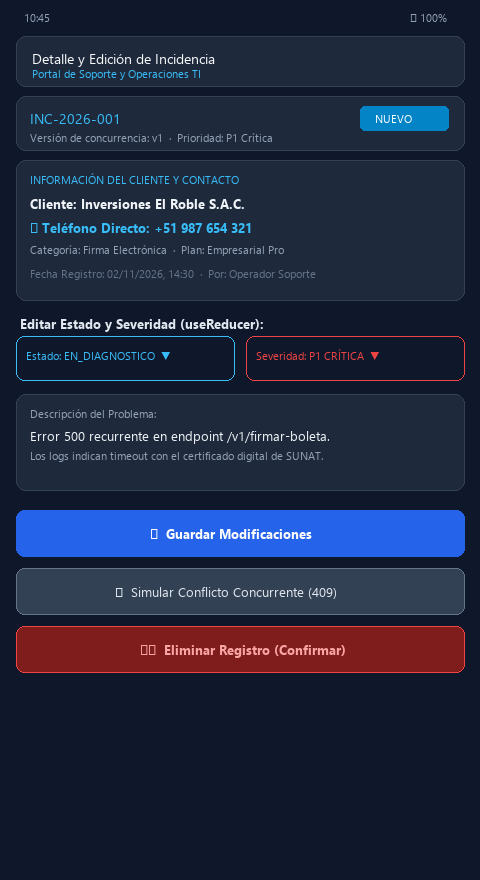 10:45
100%
Detalle y Edición de Incidencia
Portal de Soporte y Operaciones TI
INC-2026-001
NUEVO
Versión de concurrencia: v1 · Prioridad: P1 Crítica
INFORMACIÓN DEL CLIENTE Y CONTACTO
Cliente: Inversiones El Roble S.A.C.
Teléfono Directo: +51 987 654 321
Categoría: Firma Electrónica · Plan: Empresarial Pro
Fecha Registro: 02/11/2026, 14:30 · Por: Operador Soporte
Editar Estado y Severidad (useReducer):
Estado: EN_DIAGNOSTICO ▼
Severidad: P1 CRÍTICA ▼
Descripción del Problema:
Error 500 recurrente en endpoint /v1/firmar-boleta.
Los logs indican timeout con el certificado digital de SUNAT.
Guardar Modificaciones
Simular Conflicto Concurrente (409)
Eliminar Registro (Confirmar)